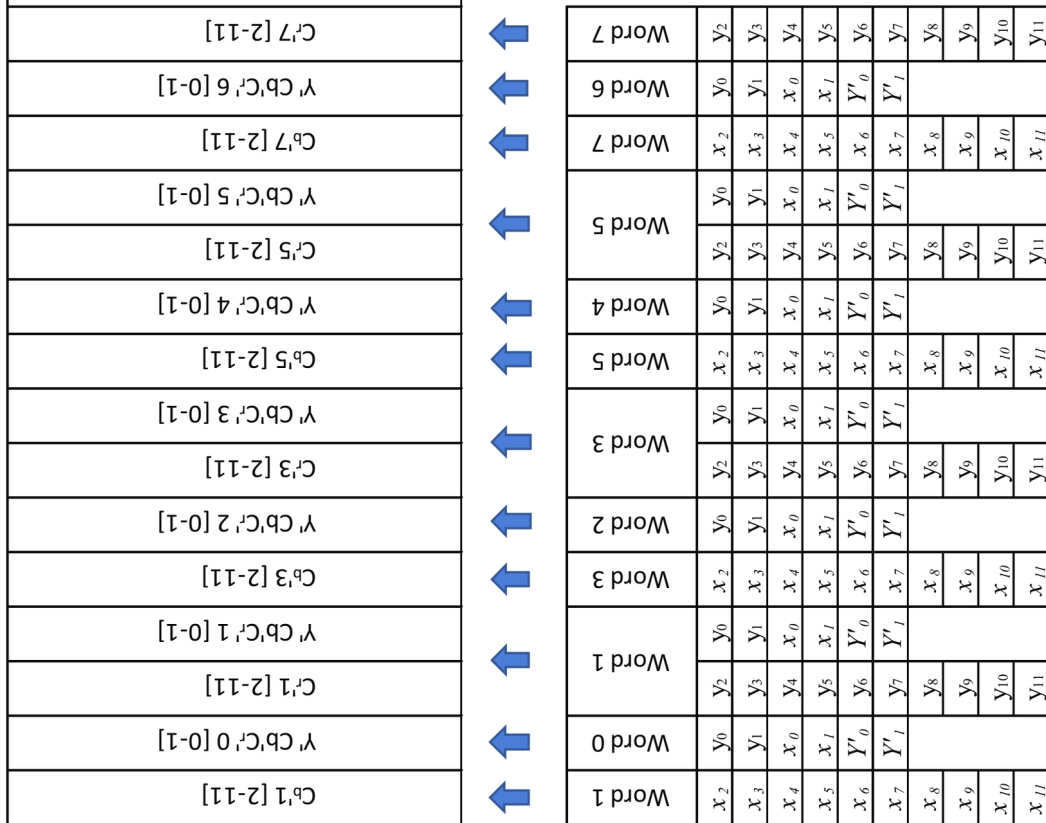 x11 x10 x9 x8 x7 x6 x5 x4 x3 x2 Word 1 Cb'1 [2-11]
Y'1 Y'0 x1 x0 y1 y0 Word 0 Y' Cb'Cr' 0 [0-1]
y11 y10 y9 y8 y7 y6 y5 y4 y3 y2 Word 1 Cr'1 [2-11]
Y'1 Y'0 x1 x0 y1 y0 Y' Cb'Cr' 1 [0-1]
x11 x10 x9 x8 x7 x6 x5 x4 x3 x2 Word 3 Cb'3 [2-11]
Y'1 Y'0 x1 x0 y1 y0 Word 2 Y' Cb'Cr' 2 [0-1]
y11 y10 y9 y8 y7 y6 y5 y4 y3 y2 Word 3 Cr'3 [2-11]
Y'1 Y'0 x1 x0 y1 y0 Y' Cb'Cr' 3 [0-1]
x11 x10 x9 x8 x7 x6 x5 x4 x3 x2 Word 5 Cb'5 [2-11]
Y'1 Y'0 x1 x0 y1 y0 Word 4 Y' Cb'Cr' 4 [0-1]
y11 y10 y9 y8 y7 y6 y5 y4 y3 y2 Word 5 Cr'5 [2-11]
Y'1 Y'0 x1 x0 y1 y0 Y' Cb'Cr' 5 [0-1]
x11 x10 x9 x8 x7 x6 x5 x4 x3 x2 Word 7 Cb'7 [2-11]
Y'1 Y'0 x1 x0 y1 y0 Word 6 Y' Cb'Cr' 6 [0-1]
y11 y10 y9 y8 y7 y6 y5 y4 y3 y2 Word 7 Cr'7 [2-11]